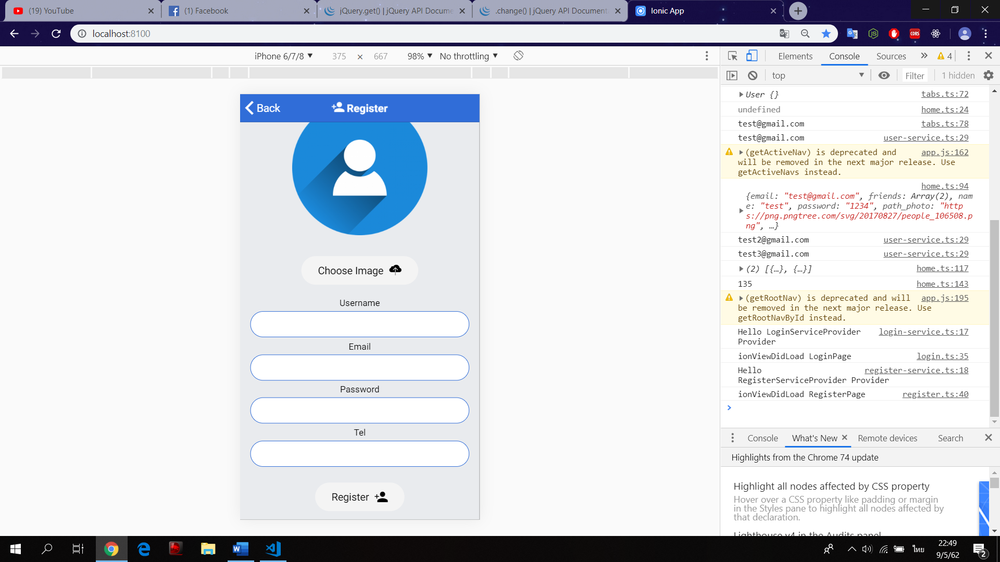 (19) YouTube
(1) Facebook
jQuery.get() | jQuery API Docume
.change() | jQuery API Document
Ionic App
localhost:8100
CORS
iPhone 6/7/8
375 × 667
98%
No throttling
Elements
Console
Sources
4
top
Filter
1 hidden
Back
Register
Choose Image
Username
Email
Password
Tel
Register
User {} tabs.ts:72
undefined home.ts:24
test@gmail.com tabs.ts:78
test@gmail.com user-service.ts:29
(getActiveNav) is deprecated and app.js:162
will be removed in the next major release. Use
getActiveNavs instead.
home.ts:94
{email: "test@gmail.com", friends: Array(2), nam
e: "test", password: "1234", path_photo: "http
s://png.pngtree.com/svg/20170827/people_106508.p
ng", …}
test2@gmail.com user-service.ts:29
test3@gmail.com user-service.ts:29
(2) [{…}, {…}] home.ts:117
135 home.ts:143
(getRootNav) is deprecated and will app.js:195
be removed in the next major release. Use
getRootNavById instead.
Hello LoginServiceProvider login-service.ts:17
Provider
ionViewDidLoad LoginPage login.ts:35
Hello register-service.ts:18
RegisterServiceProvider Provider
ionViewDidLoad RegisterPage register.ts:40
Console
What's New
Remote devices
Search
Highlights from the Chrome 74 update
Highlight all nodes affected by CSS property
Hover over a CSS property like padding or margin
in the Styles pane to highlight all nodes affected by
that declaration.
Lighthouse v4 in the Audits panel
ไทย
22:49
9/5/62
2